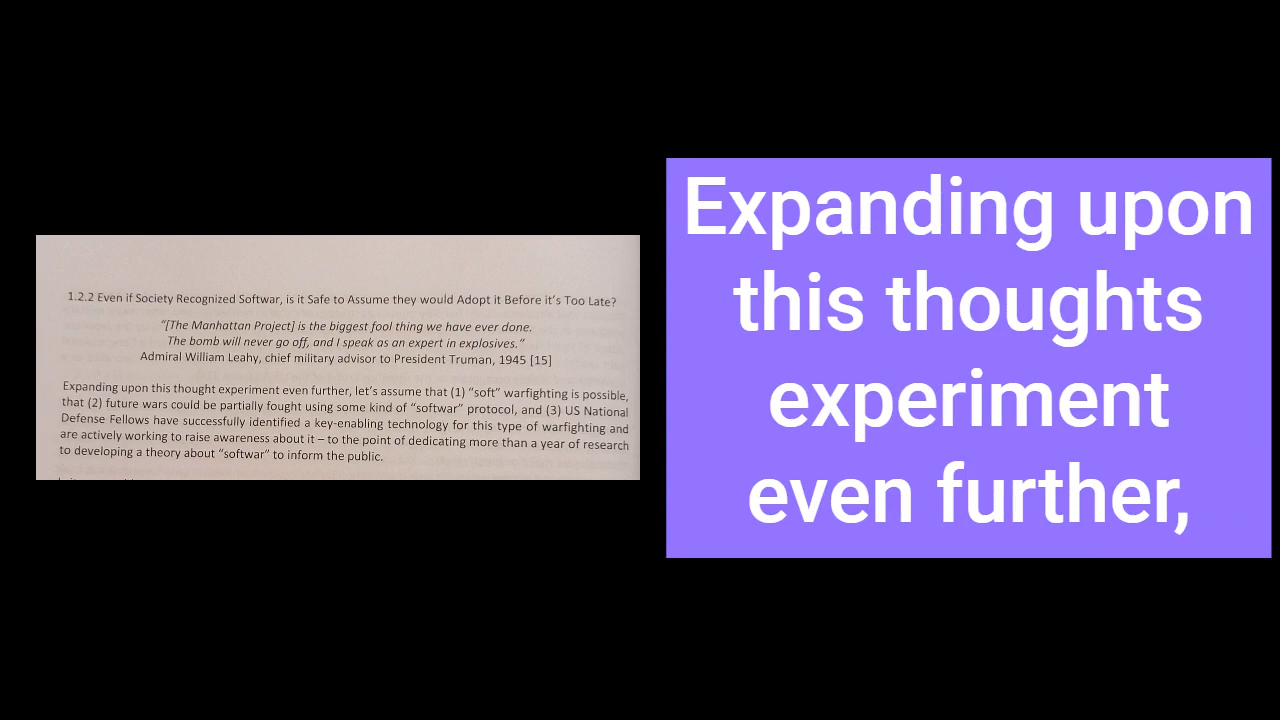 1.2.2 Even if Society Recognized Softwar, is it Safe to Assume they would Adopt it Before it's Too Late?
"[The Manhattan Project] is the biggest fool thing we have ever done.
The bomb will never go off, and I speak as an expert in explosives."
Admiral William Leahy, chief military advisor to President Truman, 1945 [15]
Expanding upon this thought experiment even further, let's assume that (1) "soft" warfighting is possible,
that (2) future wars could be partially fought using some kind of "softwar" protocol, and (3) US National
Defense Fellows have successfully identified a key-enabling technology for this type of warfighting and
are actively working to raise awareness about it – to the point of dedicating more than a year of research
to developing a theory about "softwar" to inform the public.
Expanding upon
this thoughts
experiment
even further,